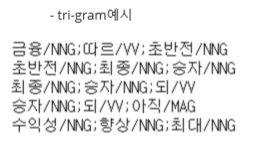 - tri-gram예시
금융/NNG;따르/VV;초반전/NNG
초반전/NNG;최종/NNG;승자/NNG
최종/NNG;승자/NNG;되/VV
승자/NNG;되/VV;아직/MAG
수익성/NNG;향상/NNG;최대/NNG